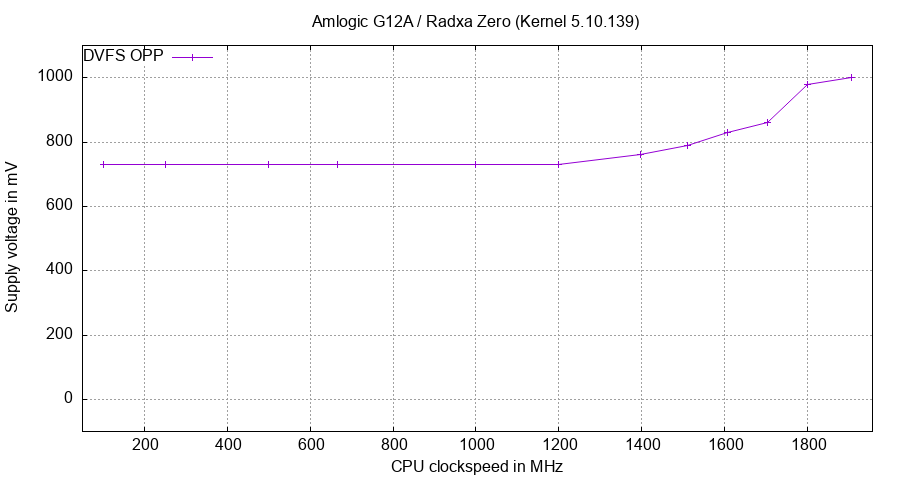 Amlogic G12A / Radxa Zero (Kernel 5.10.139)
DVFS OPP
1000
800
600
400
200
0
Supply voltage in mV
200 400 600 800 1000 1200 1400 1600 1800
CPU clockspeed in MHz